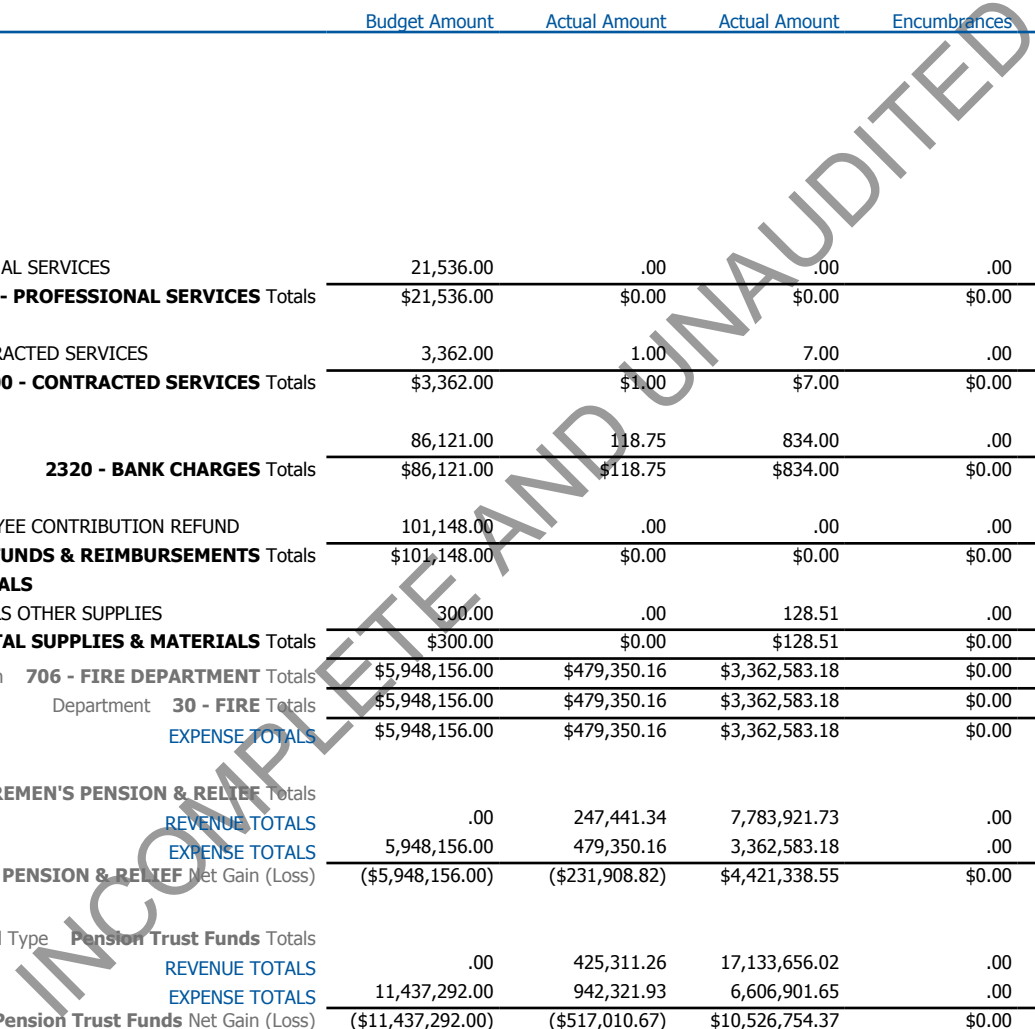 Budget Amount Actual Amount Actual Amount Encumbrances
AL SERVICES 21,536.00 .00 .00 .00
- PROFESSIONAL SERVICES Totals $21,536.00 $0.00 $0.00 $0.00
RACTED SERVICES 3,362.00 1.00 7.00 .00
00 - CONTRACTED SERVICES Totals $3,362.00 $1.00 $7.00 $0.00
86,121.00 118.75 834.00 .00
2320 - BANK CHARGES Totals $86,121.00 $118.75 $834.00 $0.00
YEE CONTRIBUTION REFUND 101,148.00 .00 .00 .00
FUNDS & REIMBURSEMENTS Totals $101,148.00 $0.00 $0.00 $0.00
ALS
LS OTHER SUPPLIES 300.00 .00 128.51 .00
TAL SUPPLIES & MATERIALS Totals $300.00 $0.00 $128.51 $0.00
706 - FIRE DEPARTMENT Totals $5,948,156.00 $479,350.16 $3,362,583.18 $0.00
Department 30 - FIRE Totals $5,948,156.00 $479,350.16 $3,362,583.18 $0.00
EXPENSE TOTALS $5,948,156.00 $479,350.16 $3,362,583.18 $0.00
REMEN'S PENSION & RELIEF Totals
REVENUE TOTALS .00 247,441.34 7,783,921.73 .00
EXPENSE TOTALS 5,948,156.00 479,350.16 3,362,583.18 .00
PENSION & RELIEF Net Gain (Loss) ($5,948,156.00) ($231,908.82) $4,421,338.55 $0.00
d Type Pension Trust Funds Totals
REVENUE TOTALS .00 425,311.26 17,133,656.02 .00
EXPENSE TOTALS 11,437,292.00 942,321.93 6,606,901.65 .00
Pension Trust Funds Net Gain (Loss) ($11,437,292.00) ($517,010.67) $10,526,754.37 $0.00
INCOMPLETE AND UNAUDITED